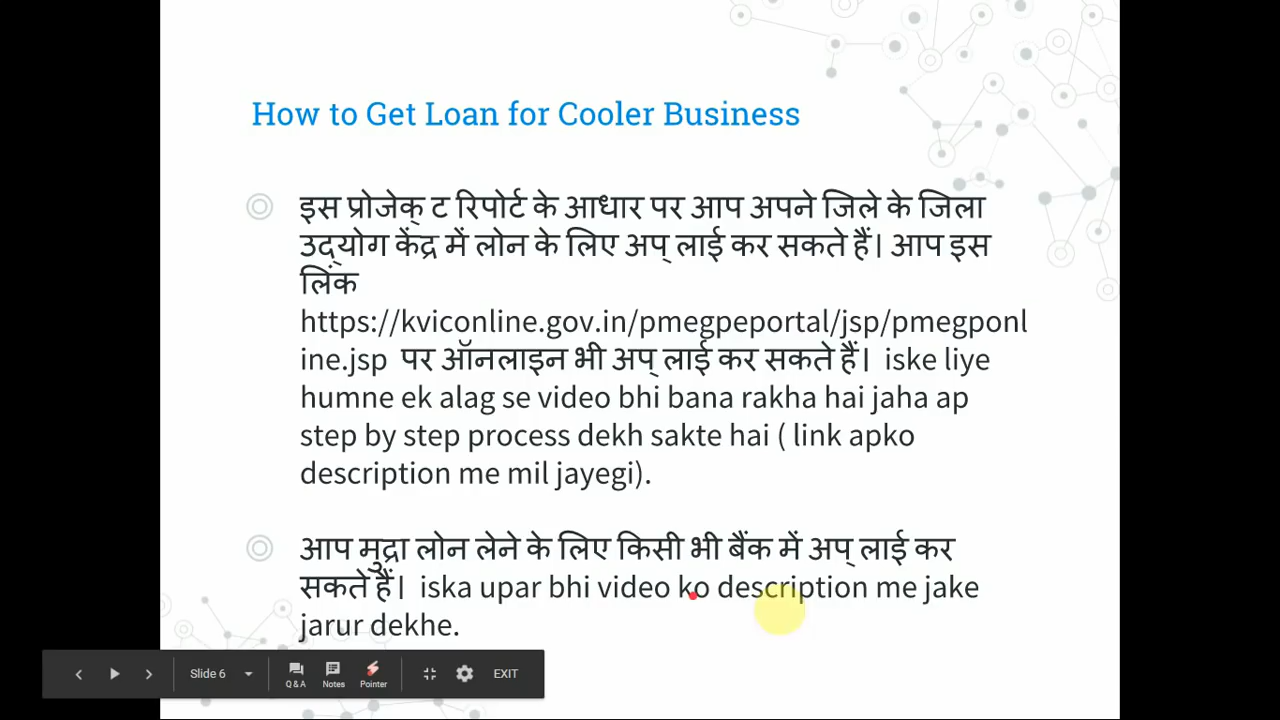 How to Get Loan for Cooler Business
इस प्रोजेक् ट रिपोर्ट के आधार पर आप अपने जिले के जिला
उद्योग केंद्र में लोन के लिए अप् लाई कर सकते हैं। आप इस
लिंक
https://kviconline.gov.in/pmegpeportal/jsp/pmegponl
ine.jsp पर ऑनलाइन भी अप् लाई कर सकते हैं। iske liye
humne ek alag se video bhi bana rakha hai jaha ap
step by step process dekh sakte hai ( link apko
description me mil jayegi).
आप मुद्रा लोन लेने के लिए किसी भी बैंक में अप् लाई कर
सकते हैं। iska upar bhi video ko description me jake
jarur dekhe.
Slide 6 Q & A Notes Pointer EXIT